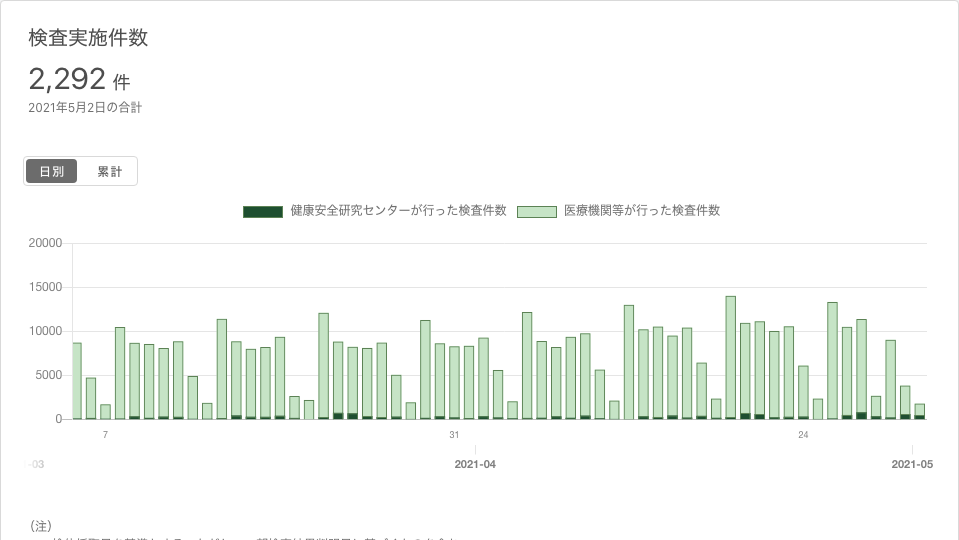 検査実施件数
2,292 件
2021年5月2日の合計
日別 累計
健康安全研究センターが行った検査件数 医療機関等が行った検査件数
20000
15000
10000
5000
0
7 31 24
-03 2021-04 2021-05
（注）